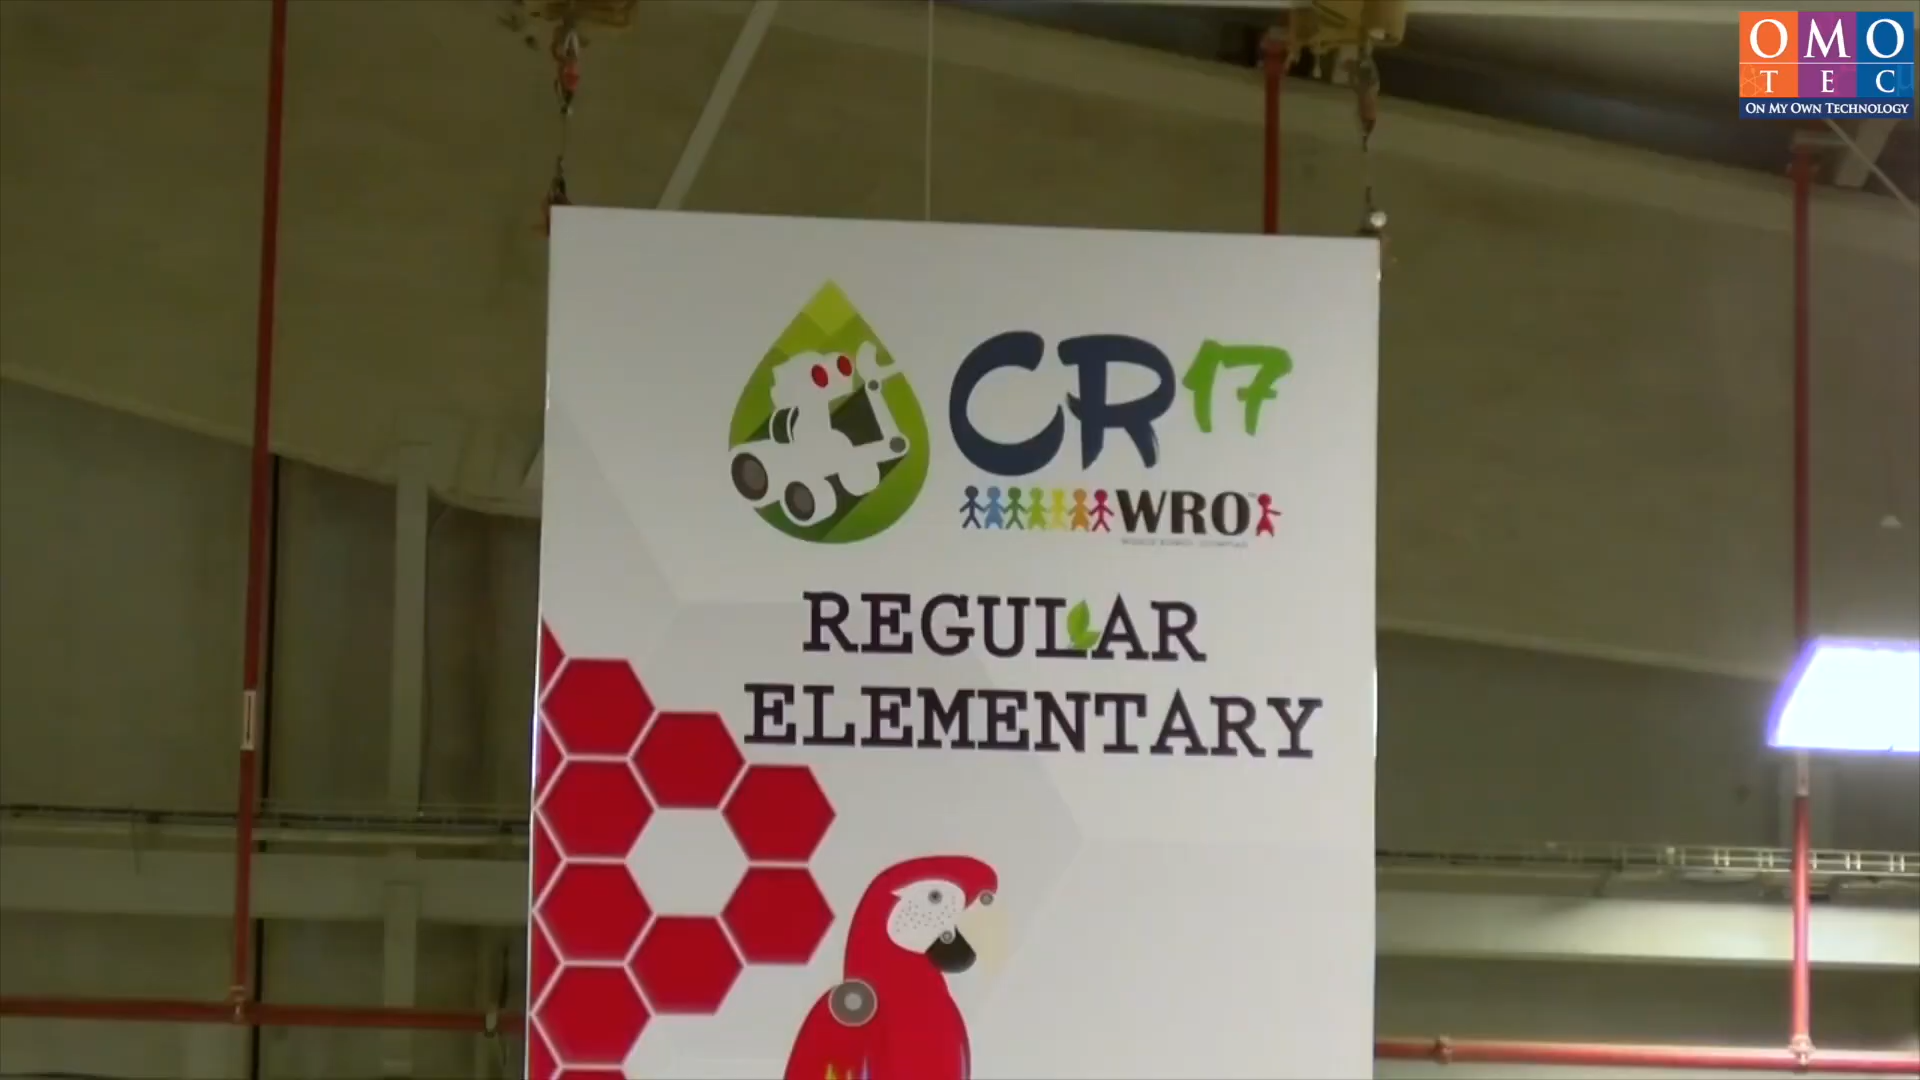 OMO
TEC
ON MY OWN TECHNOLOGY
CR17
WRO
REGULAR
ELEMENTARY